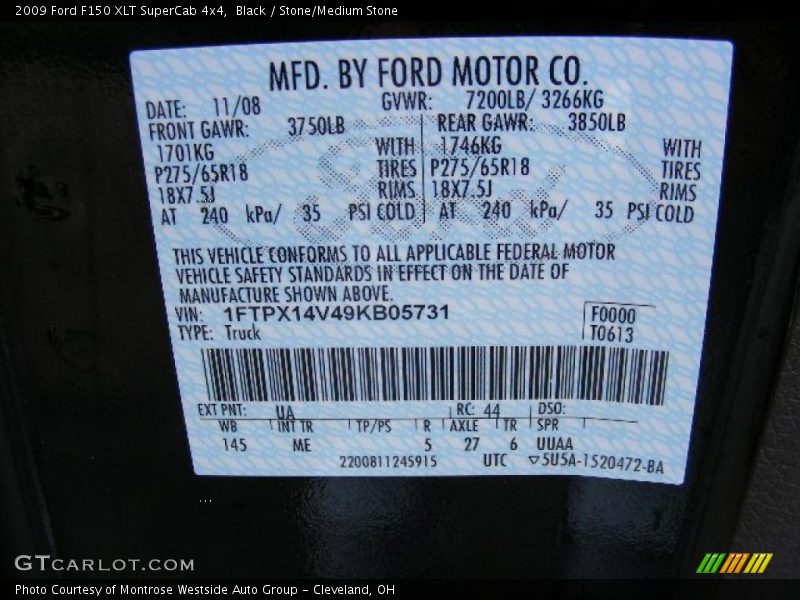 2009 Ford F150 XLT SuperCab 4x4, Black / Stone/Medium Stone
MFD. BY FORD MOTOR CO.
DATE: 11/08 GVWR: 7200LB/ 3266KG
FRONT GAWR: 3750LB REAR GAWR: 3850LB
1701KG WITH 1746KG WITH
P275/65R18 TIRES P275/65R18 TIRES
18X7.5J RIMS 18X7.5J RIMS
AT 240 kPa/ 35 PSI COLD AT 240 kPa/ 35 PSI COLD
THIS VEHICLE CONFORMS TO ALL APPLICABLE FEDERAL MOTOR
VEHICLE SAFETY STANDARDS IN EFFECT ON THE DATE OF
MANUFACTURE SHOWN ABOVE.
VIN: 1FTPX14V49KB05731 F0000
TYPE: Truck T0613
EXT PNT: UA RC: 44 DSO:
WB INT TR TP/PS R AXLE TR SPR
145 ME 5 27 6 UUAA
2200811245915 UTC ▽5U5A-1520472-BA
GTCARLOT.COM
Photo Courtesy of Montrose Westside Auto Group - Cleveland, OH